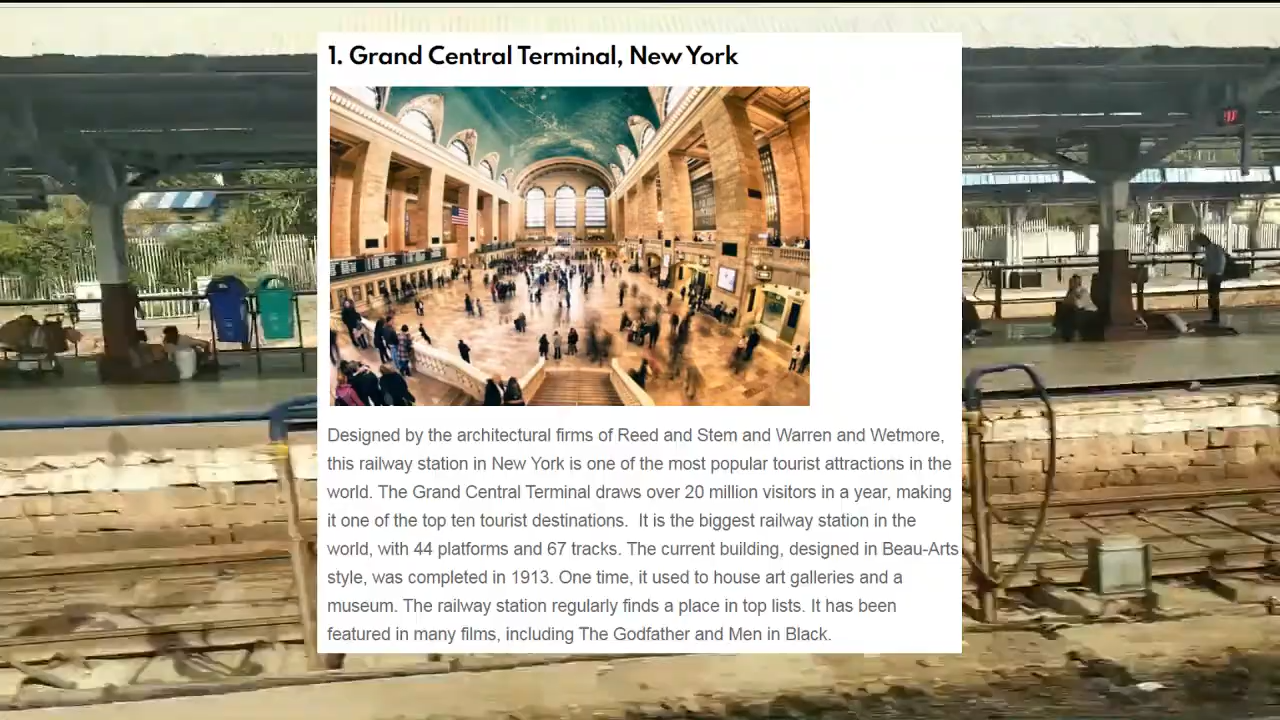 1. Grand Central Terminal, New York
Designed by the architectural firms of Reed and Stem and Warren and Wetmore,
this railway station in New York is one of the most popular tourist attractions in the
world. The Grand Central Terminal draws over 20 million visitors in a year, making
it one of the top ten tourist destinations.  It is the biggest railway station in the
world, with 44 platforms and 67 tracks. The current building, designed in Beau-Arts
style, was completed in 1913. One time, it used to house art galleries and a
museum. The railway station regularly finds a place in top lists. It has been
featured in many films, including The Godfather and Men in Black.